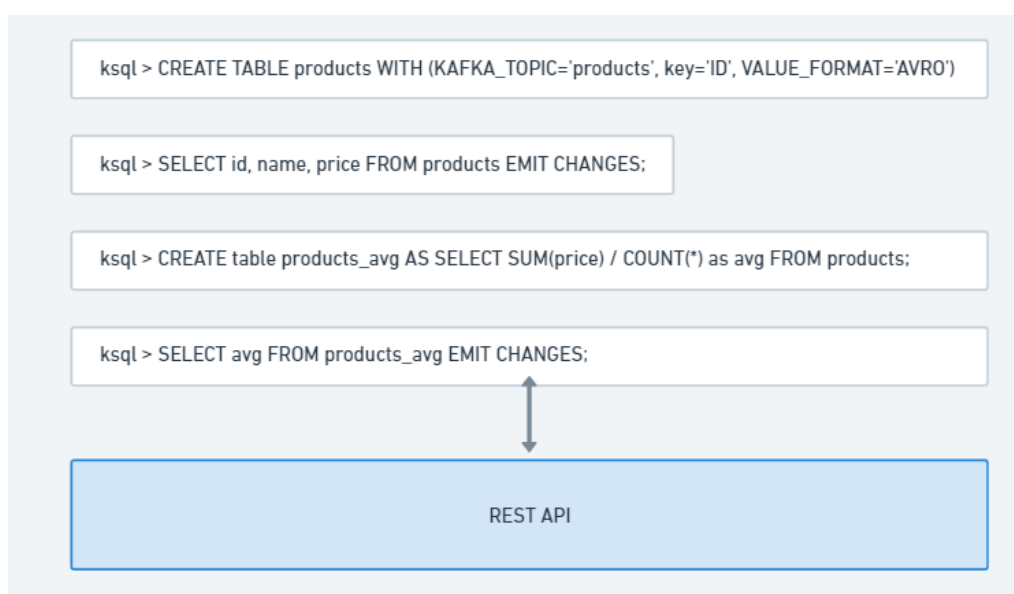 ksql > CREATE TABLE products WITH (KAFKA_TOPIC='products', key='ID', VALUE_FORMAT='AVRO')
ksql > SELECT id, name, price FROM products EMIT CHANGES;
ksql > CREATE table products_avg AS SELECT SUM(price) / COUNT(*) as avg FROM products;
ksql > SELECT avg FROM products_avg EMIT CHANGES;
REST API